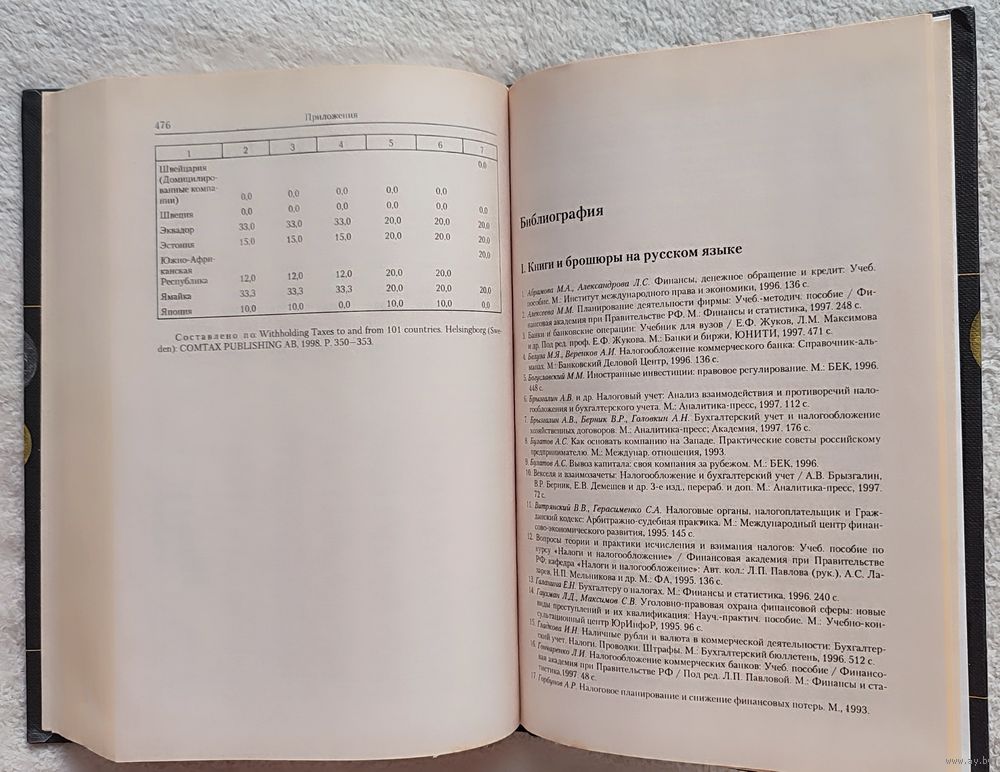 476 Приложения
1 2 3 4 5 6 7
Швейцария 0,0
(Домицилиро-
ванные компа-
нии) 0,0 0,0 0,0 0,0 0,0
Швеция 0,0 0,0 0,0 0,0 0,0 0,0
Эквадор 33,0 33,0 33,0 20,0 20,0 20,0
Эстония 15,0 15,0 15,0 20,0 20,0 20,0
Южно-Афри- 20,0
канская
Республика 12,0 12,0 12,0 20,0 20,0
Ямайка 33,3 33,3 33,3 20,0 20,0 20,0
Япония 10,0 10,0 0,0 10,0 10,0 0,0
Составлено по: Withholding Taxes to and from 101 countries. Helsingborg (Swe-
den): COMTAX PUBLISHING AB, 1998. P. 350—353.
Библиография
I. Книги и брошюры на русском языке
1. Абрамова М.А., Александрова Л.С. Финансы, денежное обращение и кредит: Учеб.
пособие. М.: Институт международного права и экономики, 1996. 136 с.
2. Алексеева М.М. Планирование деятельности фирмы: Учеб.-методич. пособие / Фи-
нансовая академия при Правительстве РФ. М.: Финансы и статистика, 1997. 248 с.
3. Банки и банковские операции: Учебник для вузов / Е.Ф. Жуков, Л.М. Максимова
и др. Под ред. проф. Е.Ф. Жукова. М.: Банки и биржи, ЮНИТИ, 1997. 471 с.
4. Белуза М.Я., Веренков А.И. Налогообложение коммерческого банка: Справочник-аль-
манах. М.: Банковский Деловой Центр, 1996. 136 с.
5. Богуславский М.М. Иностранные инвестиции: правовое регулирование. М.: БЕК, 1996.
448 с.
6. Брызгалин А.В. и др. Налоговый учет: Анализ взаимодействия и противоречий нало-
гообложения и бухгалтерского учета. М.: Аналитика-пресс, 1997. 112 с.
7. Брызгалин А.В., Берник В.Р., Головкин А.Н. Бухгалтерский учет и налогообложение
хозяйственных договоров. М.: Аналитика-пресс; Академия, 1997. 176 с.
8. Булатов А.С. Как основать компанию на Западе. Практические советы российскому
предпринимателю. М.: Междунар. отношения, 1993.
9. Булатов А.С. Вывоз капитала: своя компания за рубежом. М.: БЕК, 1996.
10. Векселя и взаимозачеты: Налогообложение и бухгалтерский учет / А.В. Брызгалин,
В.Р. Берник, Е.В. Демешев и др. 3-е изд., перераб. и доп. М.: Аналитика-пресс, 1997.
72 с.
11. Витрянский В.В., Герасименко С.А. Налоговые органы, налогоплательщик и Граж-
данский кодекс: Арбитражно-судебная практика. М.: Международный центр финан-
сово-экономического развития, 1995. 145 с.
12. Вопросы теории и практики исчисления и взимания налогов: Учеб. пособие по
курсу «Налоги и налогообложение» / Финансовая академия при Правительстве
РФ, кафедра «Налоги и налогообложение»: Авт. кол.: Л.П. Павлова (рук.), А.С. Ла-
зарев, Н.П. Мельникова и др. М.: ФА, 1995. 136 с.
13. Галанина Е.Н. Бухгалтеру о налогах. М.: Финансы и статистика. 1996. 240 с.
14. Гаухман Л.Д., Максимов С.В. Уголовно-правовая охрана финансовой сферы: новые
виды преступлений и их квалификация: Науч.-практич. пособие. М.: Учебно-кон-
сультационный центр ЮрИнфоР, 1995. 96 с.
15. Гладкова И.Н. Наличные рубли и валюта в коммерческой деятельности: Бухгалтер-
ский учет. Налоги. Проводки. Штрафы. М.: Бухгалтерский бюллетень, 1996. 512 с.
16. Гончаренко Л.И. Налогообложение коммерческих банков: Учеб. пособие / Финансо-
вая академия при Правительстве РФ / Под ред. Л.П. Павловой. М.: Финансы и ста-
тистика. 1997. 48 с.
17. Горбунов А.Р. Налоговое планирование и снижение финансовых потерь. М., 1993.
www.ay.by